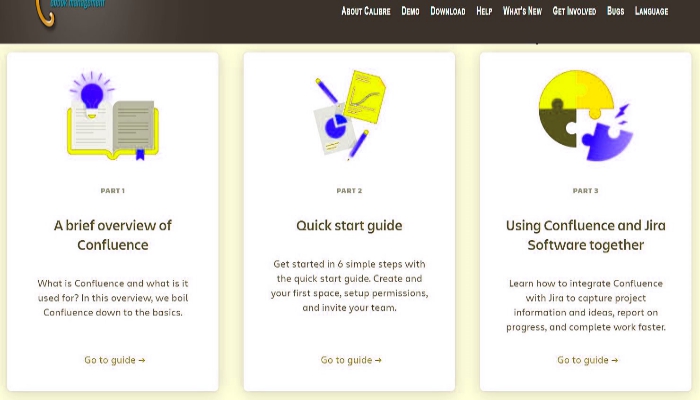 ebook management
About Calibre Demo Download Help What's New Get Involved Bugs Language
PART 1
A brief overview of
Confluence
What is Confluence and what is it
used for? In this overview, we boil
Confluence down to the basics.
Go to guide →
PART 2
Quick start guide
Get started in 6 simple steps with
the quick start guide. Create and
your first space, setup permissions,
and invite your team.
Go to guide →
PART 3
Using Confluence and Jira
Software together
Learn how to integrate Confluence
with Jira to capture project
information and ideas, report on
progress, and complete work faster.
Go to guide →